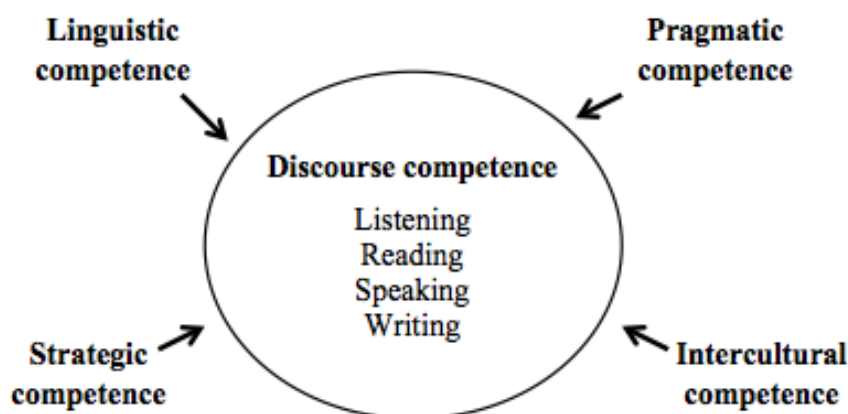 Linguistic
competence
Pragmatic
competence
Discourse competence
Listening
Reading
Speaking
Writing
Strategic
competence
Intercultural
competence